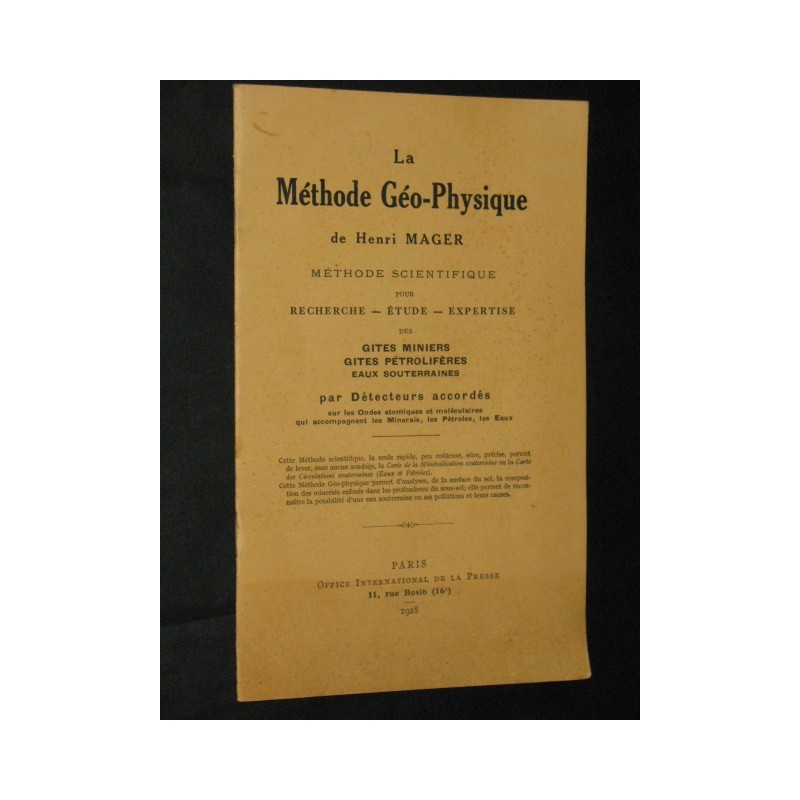 La
Méthode Géo-Physique
de Henri MAGER
MÉTHODE SCIENTIFIQUE
POUR
RECHERCHE — ÉTUDE — EXPERTISE
DES
GITES MINIERS
GITES PÉTROLIFÈRES
EAUX SOUTERRAINES
par Détecteurs accordés
sur les Ondes atomiques et moléculaires
qui accompagnent les Minerais, les Pétroles, les Eaux
Cette Méthode scientifique, la seule rapide, peu coûteuse, sûre, précise, permet
de lever, sans aucun sondage, la Carte de la Minéralisation souterraine ou la Carte
des Circulations souterraines (Eaux et Pétroles).
Cette Méthode Géo-physique permet d'analyser, de la surface du sol, la composi-
tion des minerais enfouis dans les profondeurs du sous-sol; elle permet de recon-
naître la potabilité d'une eau souterraine ou ses pollutions et leurs causes.
PARIS
OFFICE INTERNATIONAL DE LA PRESSE
11, rue Bosio (16e)
1928